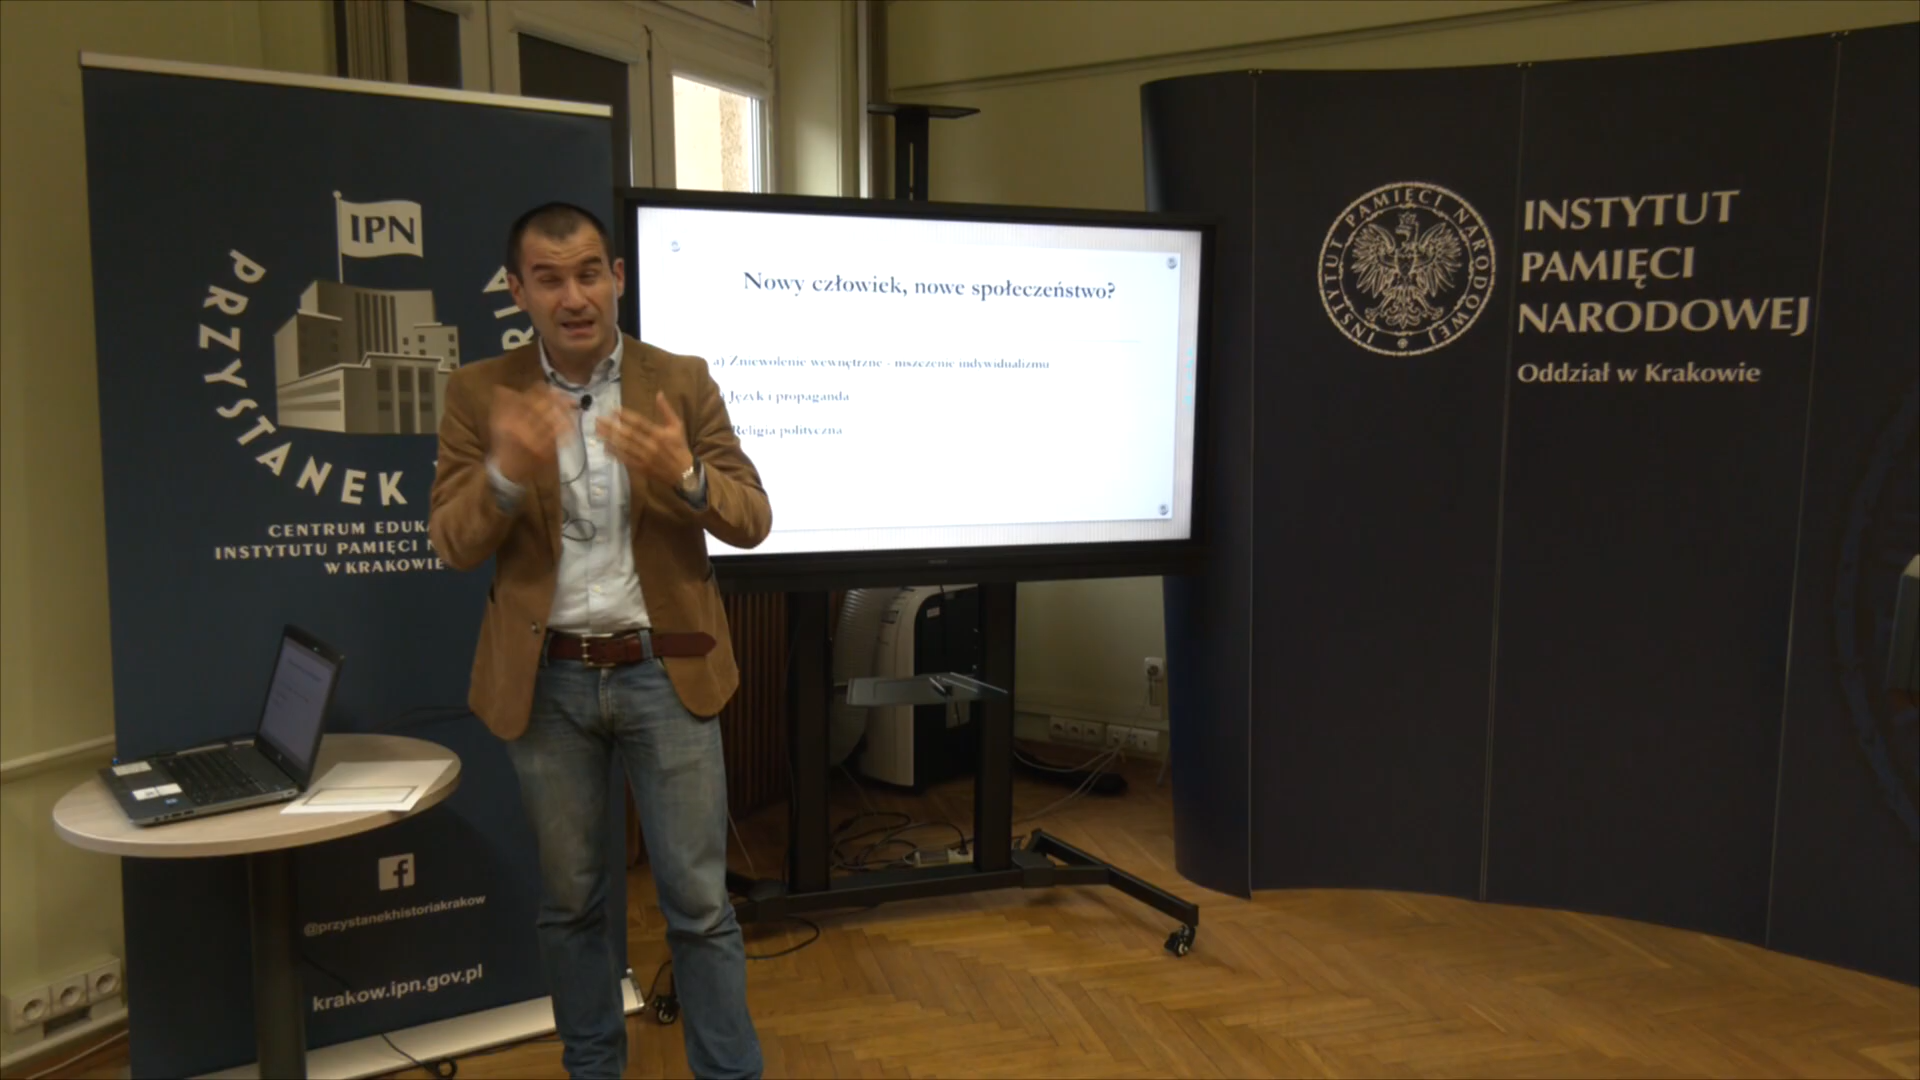 IPN
PRZYSTANEK
RIA
CENTRUM EDUKA
INSTYTUTU PAMIĘCI N
W KRAKOWIE
@przystanekhistoriakrakow
krakow.ipn.gov.pl
Nowy człowiek, nowe społeczeństwo?
a) Zniewolenie wewnętrzne - niszczenie indywidualizmu
) Język i propaganda
Religia polityczna
INSTYTUT PAMIĘCI NARODOWEJ
INSTYTUT
PAMIĘCI
NARODOWEJ
Oddział w Krakowie